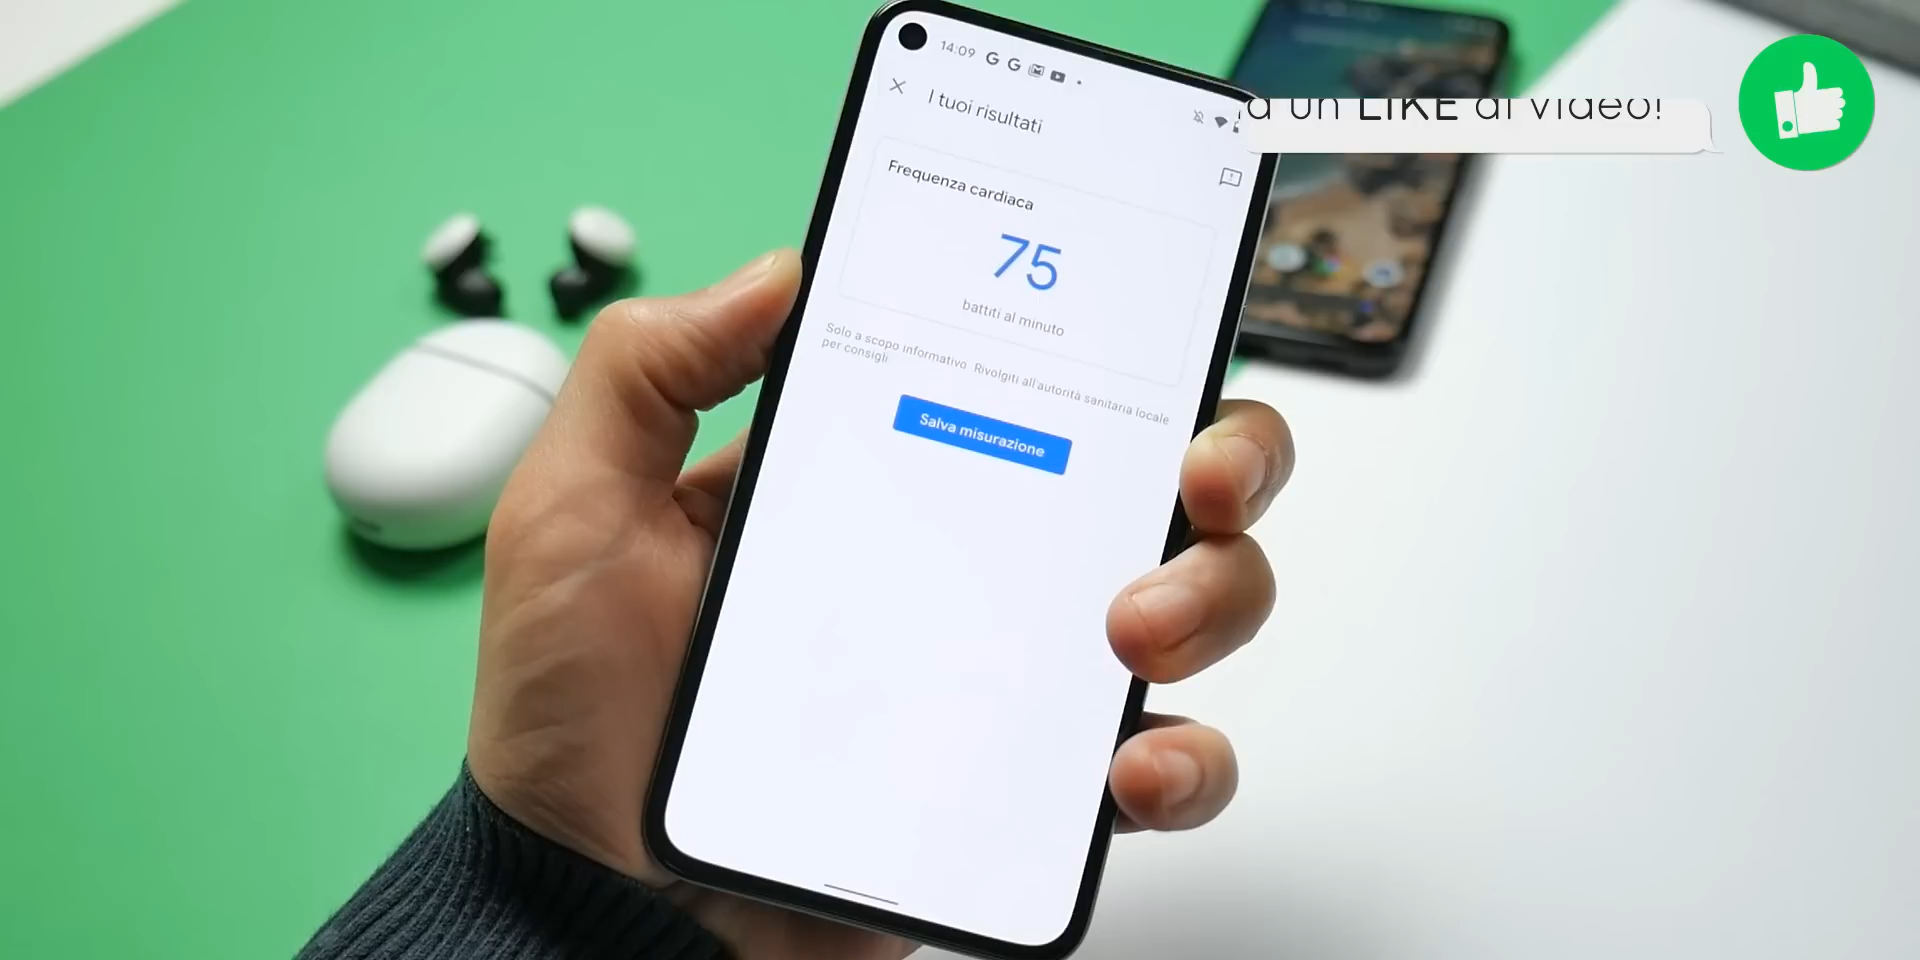 14:09
I tuoi risultati
un LIKE al video!
Frequenza cardiaca
75
battiti al minuto
Solo a scopo informativo. Rivolgiti all'autorità sanitaria locale
per consigli
Salva misurazione